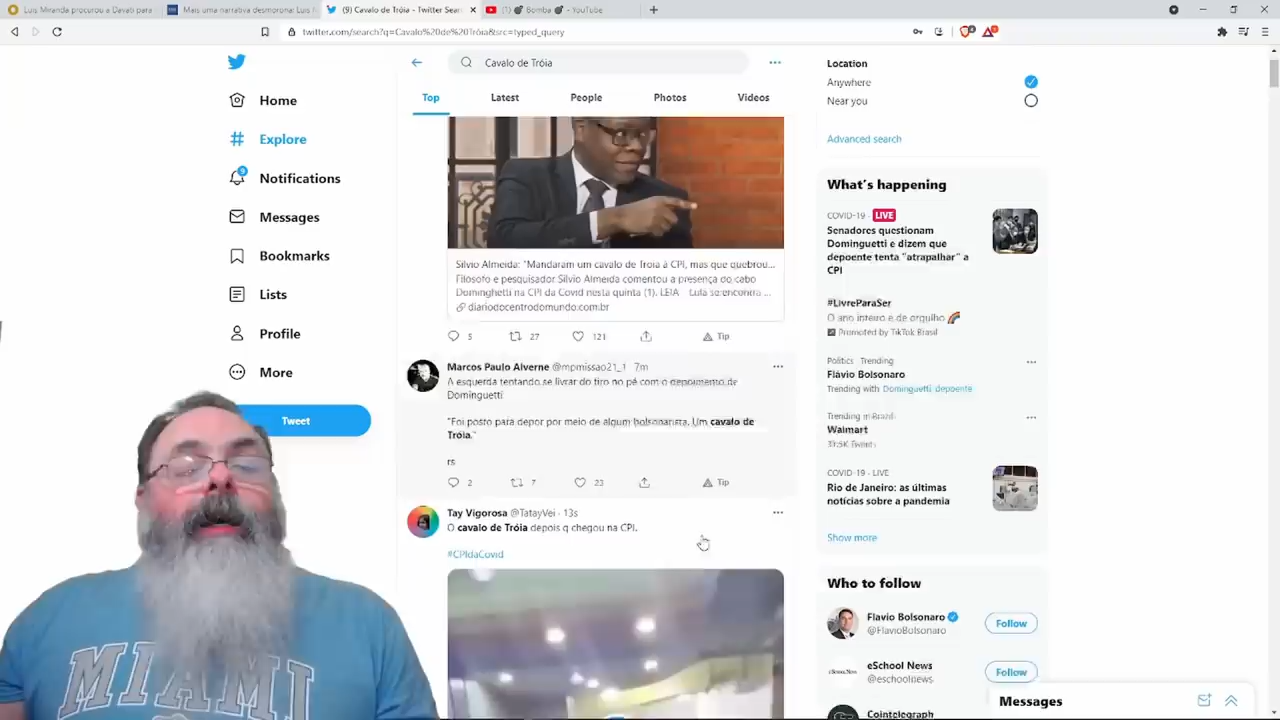 Luis Miranda procurou a Davati para
Mais uma narrativa desmorona: Luis
(9) Cavalo de Tróia - Twitter Sear
(1) 💣 Bomba 💣 - YouTube
twitter.com/search?q=Cavalo%20de%20Tróia&src=typed_query
Cavalo de Tróia
Top
Latest
People
Photos
Videos
Home
Explore
9
Notifications
Messages
Bookmarks
Lists
Profile
More
Tweet
Silvio Almeida: "Mandaram um cavalo de Troia à CPI, mas que quebrou...
Filósofo e pesquisador Silvio Almeida comentou a presença do cabo
Dominghetti na CPI da Covid nesta quinta (1). LEIA - Lula se encontra ...
diariodocentrodomundo.com.br
5
27
121
Tip
Marcos Paulo Alverne @mpmissao21_1 · 7m
A esquerda tentando se livrar do tiro no pé com o depoimento de
Dominguetti
"Foi posto para depor por meio de algum bolsonarista. Um cavalo de
Tróia."
rs
2
7
23
Tip
Tay Vigorosa @TatayVei · 13s
O cavalo de Tróia depois q chegou na CPI.
#CPIdaCovid
MIAMI
Location
Anywhere
Near you
Advanced search
What's happening
COVID-19 · LIVE
Senadores questionam
Dominguetti e dizem que
depoente tenta "atrapalhar" a
CPI
#LivreParaSer
O ano inteiro e de orgulho 🌈
Promoted by TikTok Brasil
Politics · Trending
Flávio Bolsonaro
Trending with Dominguetti, depoente
Trending in Brazil
Walmart
COVID-19 · LIVE
Rio de Janeiro: as últimas
notícias sobre a pandemia
Show more
Who to follow
Flavio Bolsonaro
@FlavioBolsonaro
Follow
eSchool News
@eschoolnews
Follow
Cointelegraph
Messages